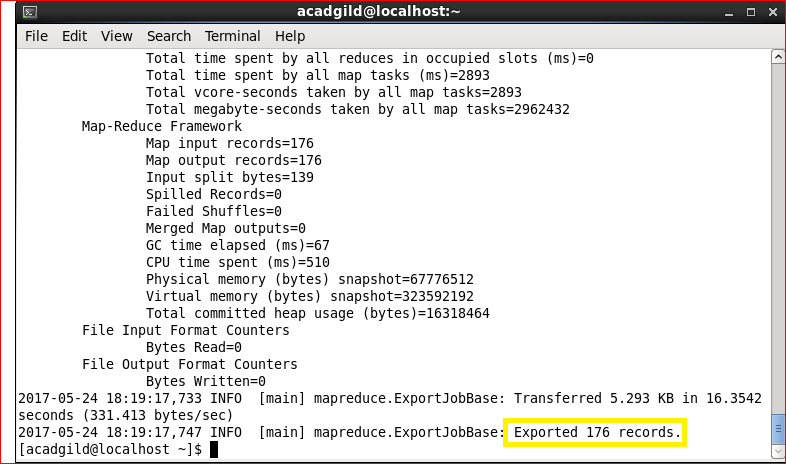 acadgild@localhost:~
File Edit View Search Terminal Help
Total time spent by all reduces in occupied slots (ms)=0
Total time spent by all map tasks (ms)=2893
Total vcore-seconds taken by all map tasks=2893
Total megabyte-seconds taken by all map tasks=2962432
Map-Reduce Framework
Map input records=176
Map output records=176
Input split bytes=139
Spilled Records=0
Failed Shuffles=0
Merged Map outputs=0
GC time elapsed (ms)=67
CPU time spent (ms)=510
Physical memory (bytes) snapshot=67776512
Virtual memory (bytes) snapshot=323592192
Total committed heap usage (bytes)=16318464
File Input Format Counters
Bytes Read=0
File Output Format Counters
Bytes Written=0
2017-05-24 18:19:17,733 INFO  [main] mapreduce.ExportJobBase: Transferred 5.293 KB in 16.3542
seconds (331.413 bytes/sec)
2017-05-24 18:19:17,747 INFO  [main] mapreduce.ExportJobBase: Exported 176 records.
[acadgild@localhost ~]$